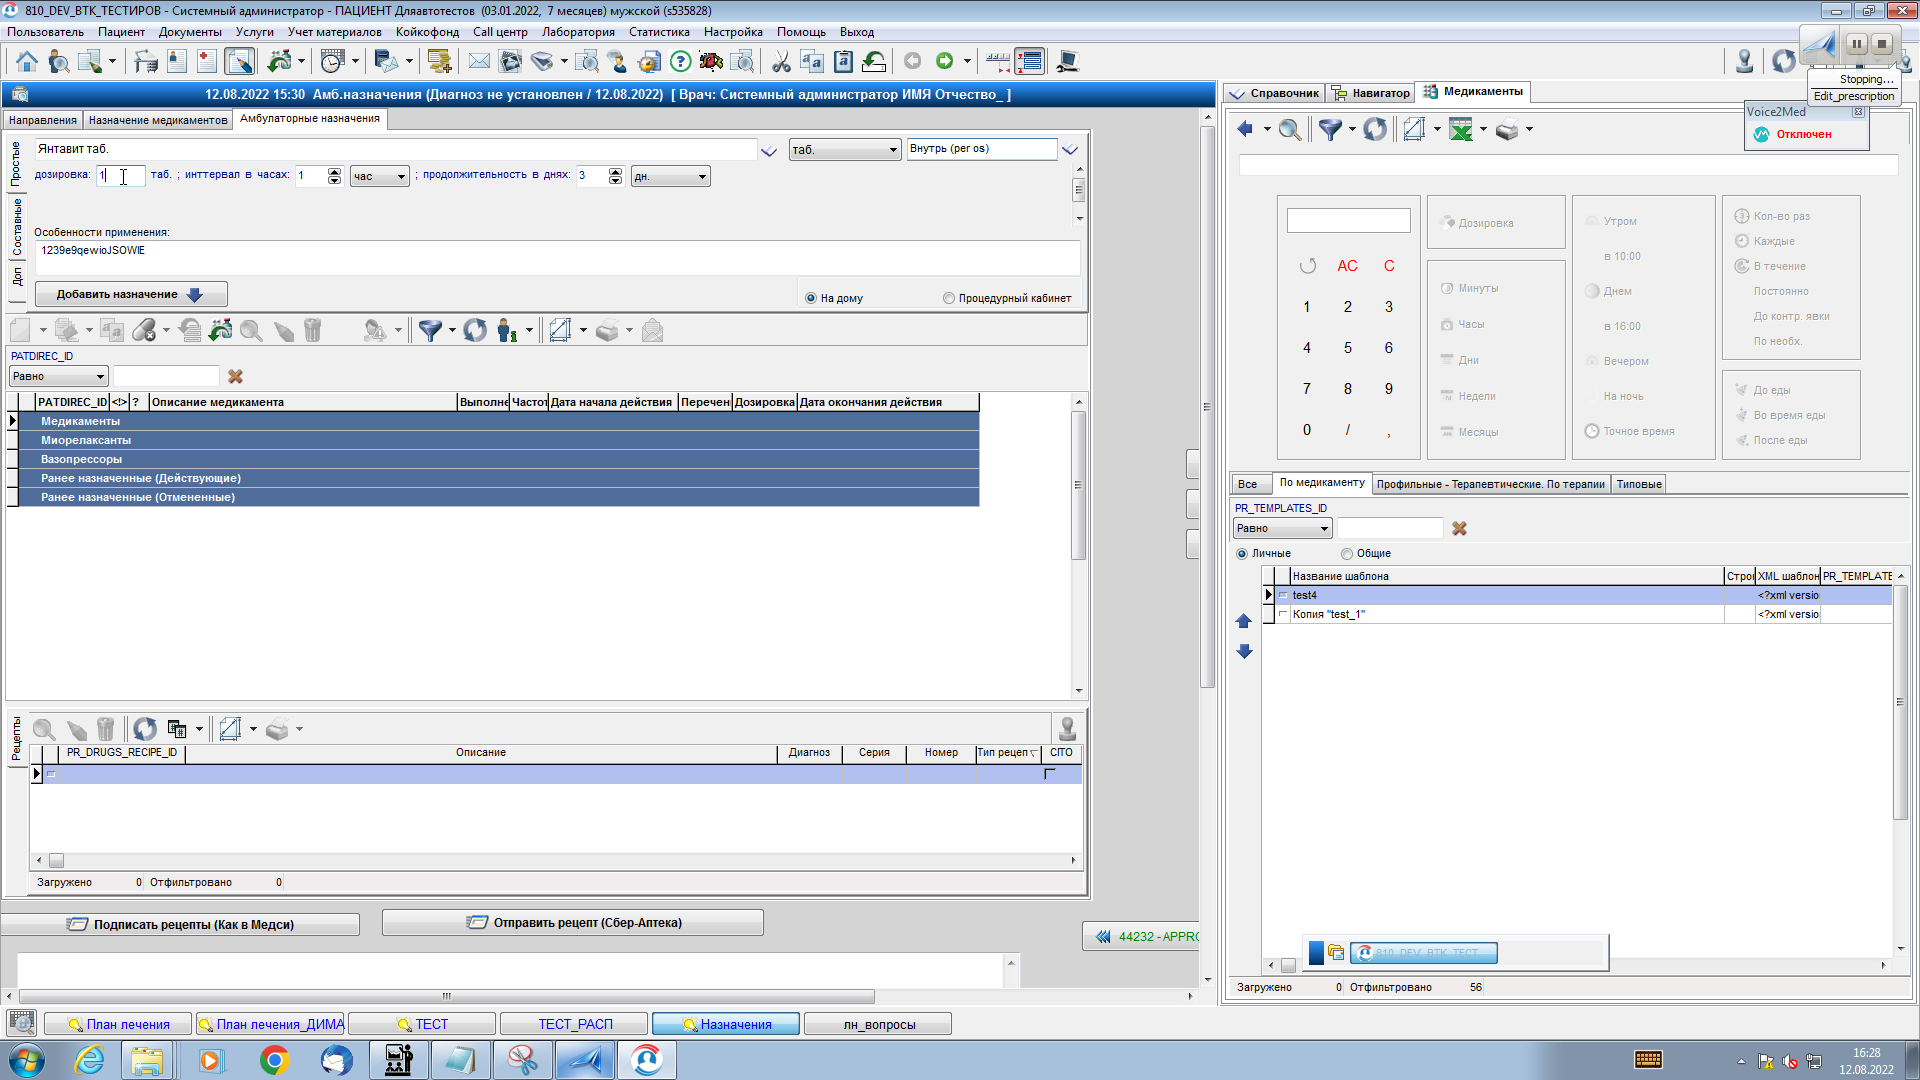 810_DEV_BTK_ТЕСТИРОВ - Системный администратор - ПАЦИЕНТ Дляавтотестов (03.01.2022, 7 месяцев) мужской (s535828)
Пользователь Пациент Документы Услуги Учет материалов Койкофонд Call центр Лаборатория Статистика Настройка Помощь Выход
Stopping...
Edit_prescription
12.08.2022 15:30 Амб.назначения (Диагноз не установлен / 12.08.2022) [ Врач: Системный администратор ИМЯ Отчество_ ]
Направления Назначение медикаментов Амбулаторные назначения
Простые
Составные
Доп
Янтавит таб.
таб.
Внутрь (per os)
дозировка: 1 таб. ; инттервал в часах: 1 час ; продолжительность в днях: 3 дн.
Особенности применения:
1239e9qewioJSOWIE
Добавить назначение
На дому Процедурный кабинет
PATDIREC_ID
Равно
PATDIREC_ID <!> ? Описание медикамента Выполне Частот Дата начала действия Перечен Дозировка Дата окончания действия
Медикаменты
Миорелаксанты
Вазопрессоры
Ранее назначенные (Действующие)
Ранее назначенные (Отмененные)
Рецепты
PR_DRUGS_RECIPE_ID Описание Диагноз Серия Номер Тип рецеп CITO
Загружено 0 Отфильтровано 0
Подписать рецепты (Как в Медси)
Отправить рецепт (Сбер-Аптека)
44232 - APPRO
Справочник Навигатор Медикаменты
Voice2Med
Отключен
AC C
1 2 3
4 5 6
7 8 9
0 / ,
Дозировка
Минуты
Часы
Дни
Недели
Месяцы
Утром
в 10:00
Днем
в 16:00
Вечером
На ночь
Точное время
Кол-во раз
Каждые
В течение
Постоянно
До контр. явки
По необх.
До еды
Во время еды
После еды
Все По медикаменту Профильные - Терапевтические. По терапии Типовые
PR_TEMPLATES_ID
Равно
Личные Общие
Название шаблона Строк XML шаблон PR_TEMPLATE
test4 <?xml versio
Копия "test_1" <?xml versio
810_DEV_BTK_ТЕСТ...
Загружено 0 Отфильтровано 56
План лечения План лечения_ДИМА ТЕСТ ТЕСТ_РАСП Назначения лн_вопросы
16:28
12.08.2022